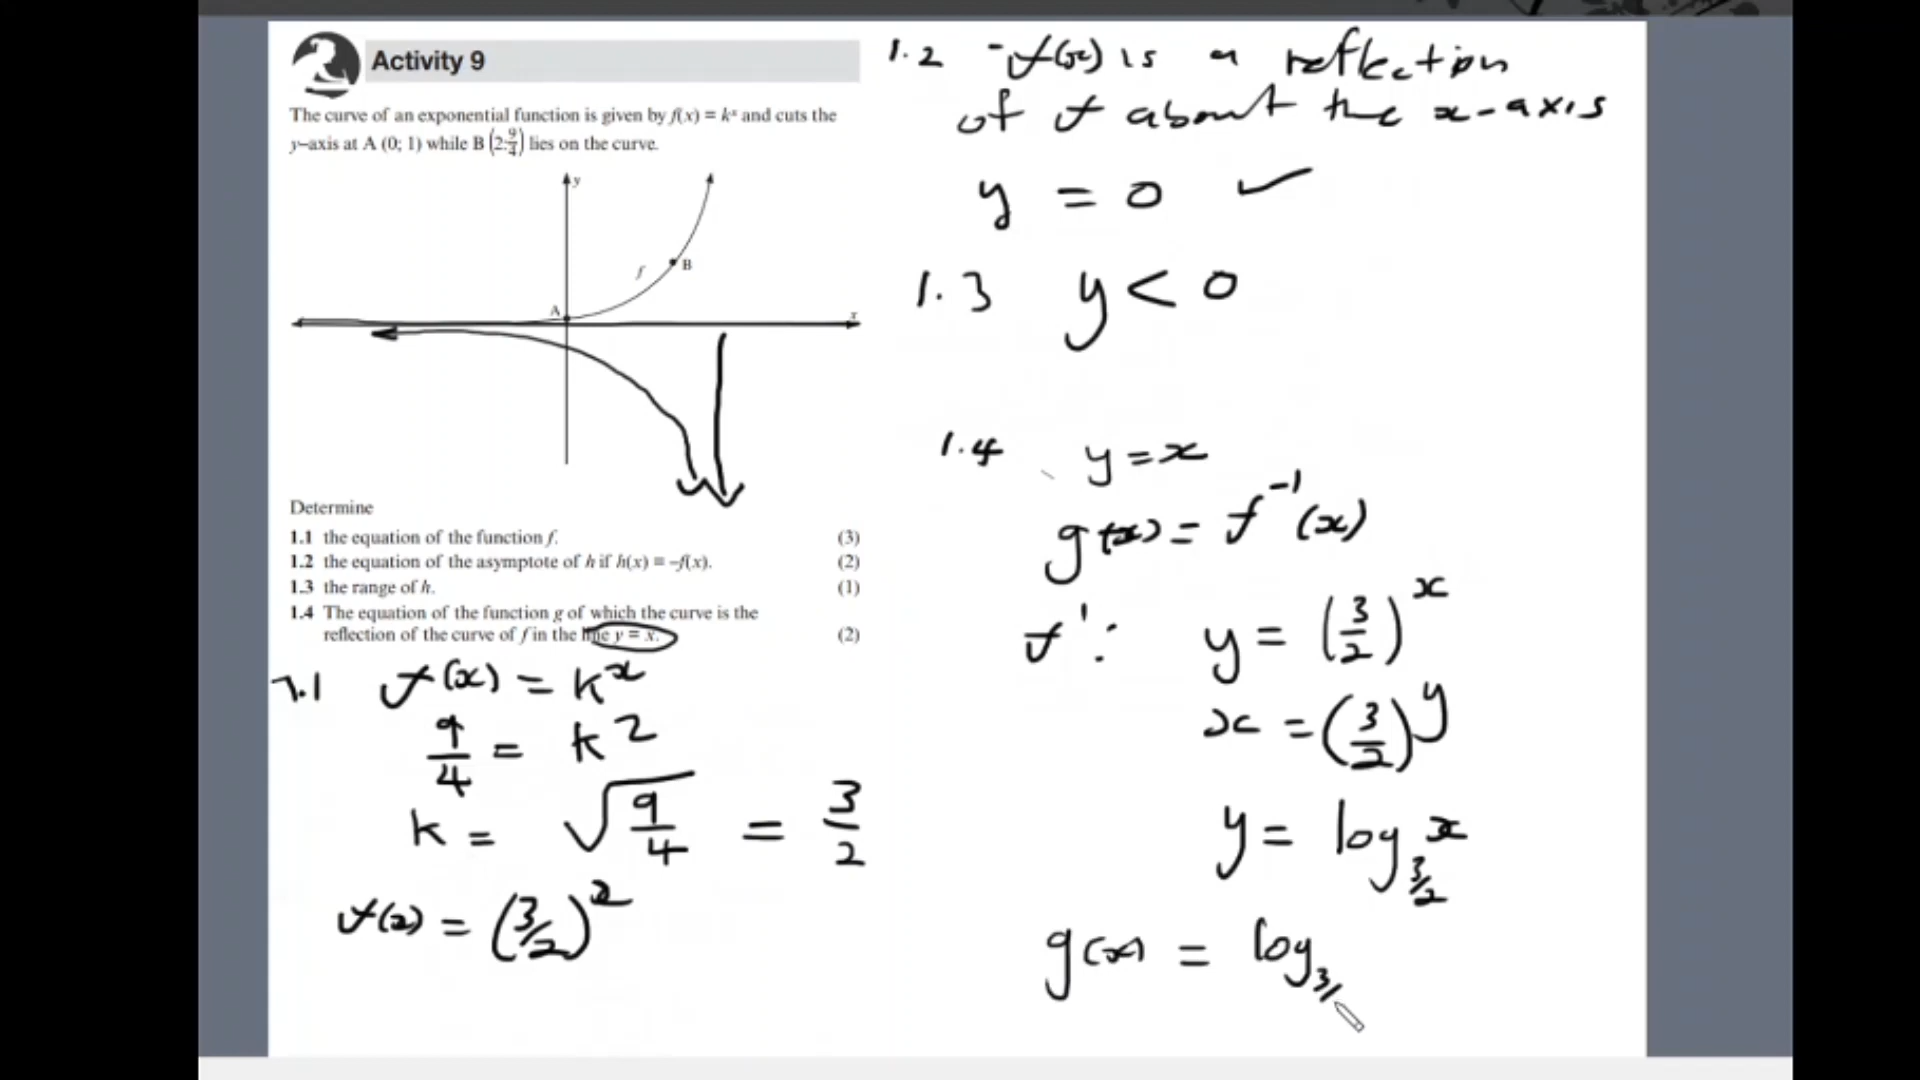 Activity 9
The curve of an exponential function is given by f(x) = kˣ and cuts the
y–axis at A (0; 1) while B (2; 9/4) lies on the curve.
y
f
B
A
x
Determine
1.1 the equation of the function f. (3)
1.2 the equation of the asymptote of h if h(x) = –f(x). (2)
1.3 the range of h. (1)
1.4 The equation of the function g of which the curve is the
reflection of the curve of f in the line y = x. (2)
1.1 f(x) = kˣ
9/4 = k²
k = √(9/4) = 3/2
f(x) = (3/2)ˣ
1.2 -f(x) is a reflection
of f about the x-axis
y = 0 ✓
1.3 y < 0
1.4 y = x
g(x) = f⁻¹(x)
f': y = (3/2)ˣ
x = (3/2)ʸ
y = log_{3/2} x
g(x) = log_{3/